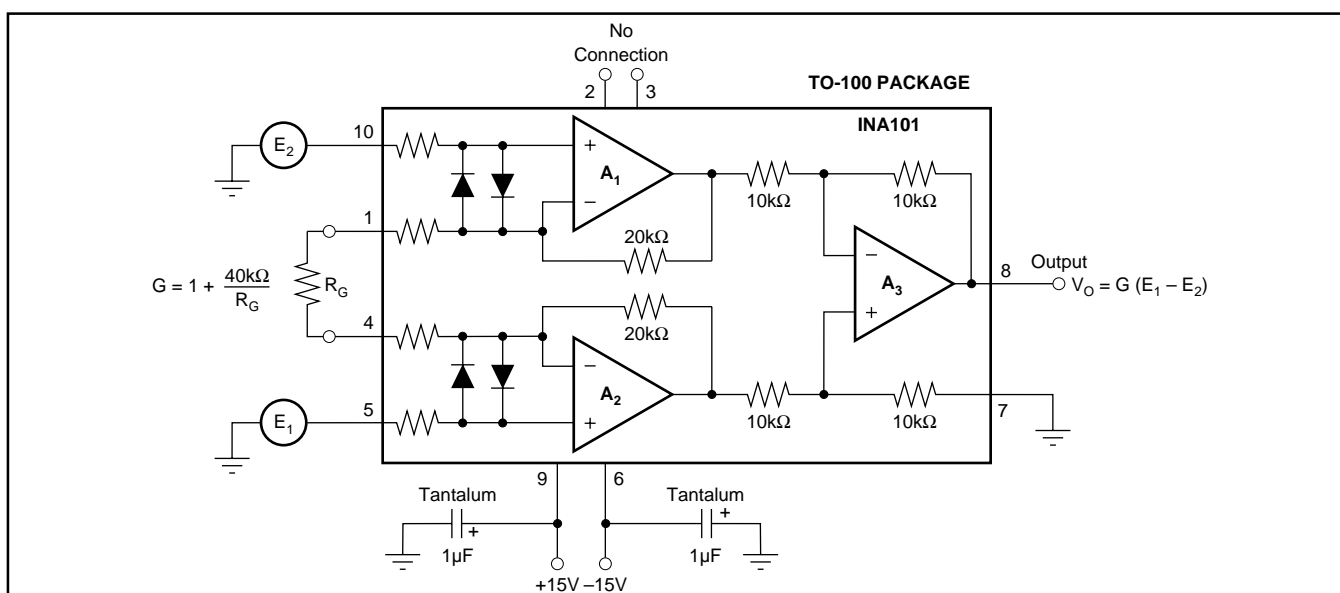 No
Connection
2
3
TO-100 PACKAGE
INA101
10
E2
+
A1
−
10kΩ
10kΩ
1
20kΩ
G = 1 + 40kΩ
RG
RG
−
A3
+
8
Output
VO = G (E1 – E2)
4
20kΩ
−
A2
+
10kΩ
10kΩ
7
5
E1
9
6
Tantalum
Tantalum
+
+
1µF
1µF
+15V
–15V